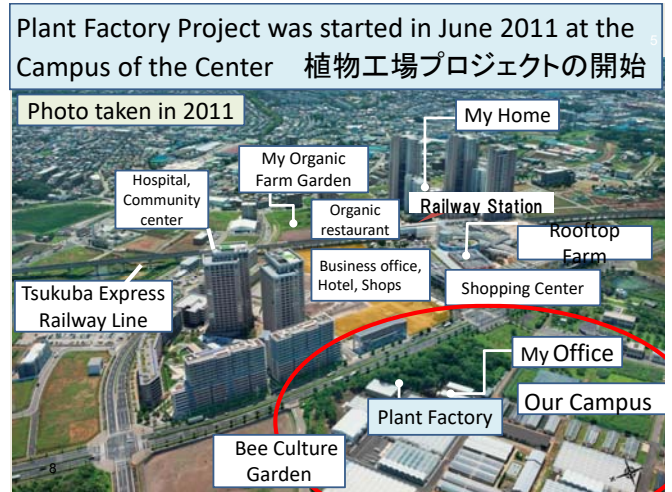 Plant Factory Project was started in June 2011 at the
Campus of the Center 植物工場プロジェクトの開始
5
Photo taken in 2011
My Home
My Organic
Farm Garden
Hospital,
Community
center
Organic
restaurant
Railway Station
Rooftop
Farm
Business office,
Hotel, Shops
Shopping Center
Tsukuba Express
Railway Line
My Office
Our Campus
Plant Factory
Bee Culture
Garden
8